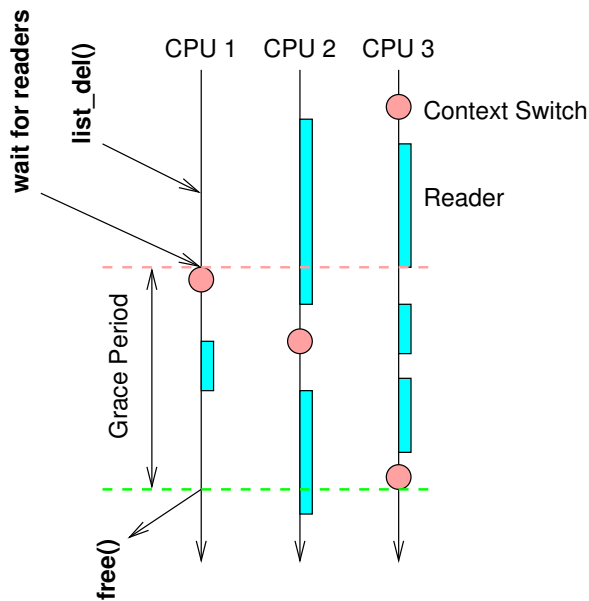 CPU 1
CPU 2
CPU 3
wait for readers
list_del()
Context Switch
Reader
Grace Period
free()